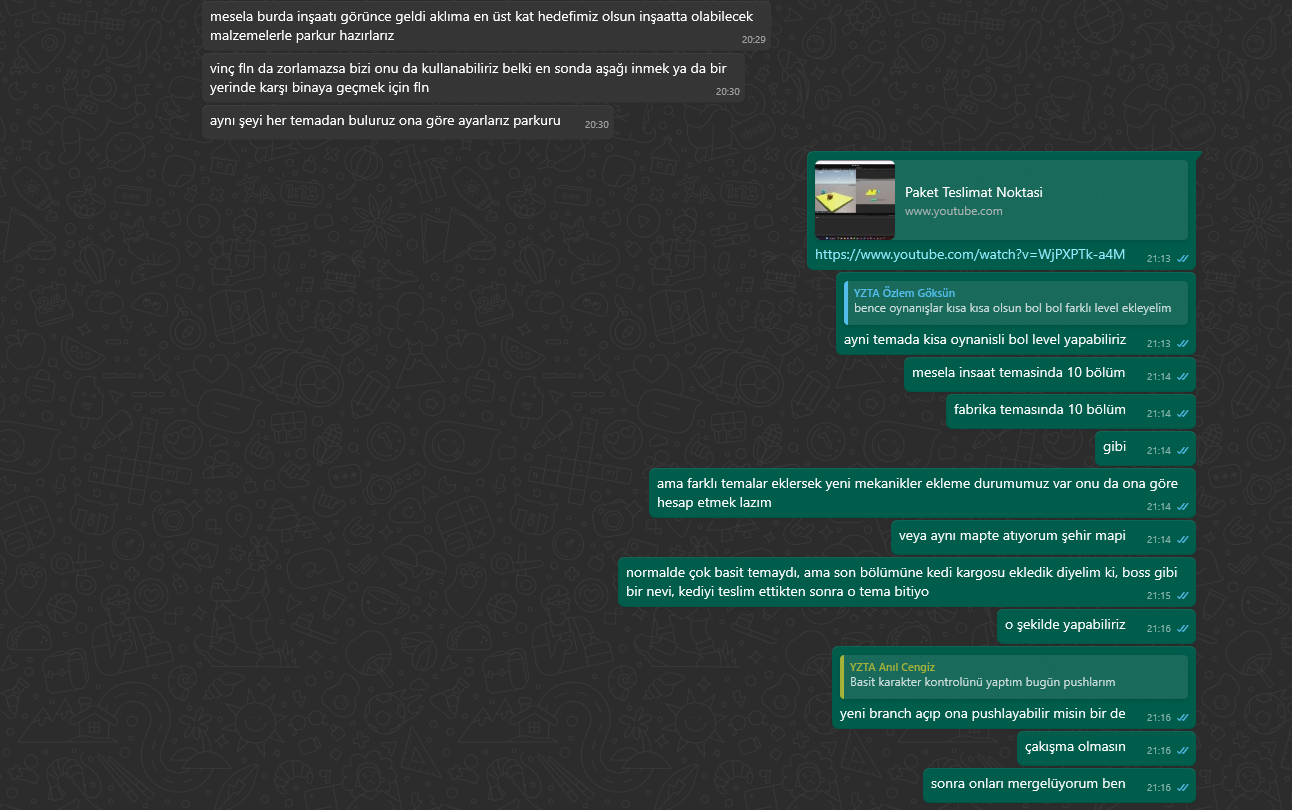 mesela burda inşaatı görünce geldi aklıma en üst kat hedefimiz olsun inşaatta olabilecek
malzemelerle parkur hazırlarız
20:29
vinç fln da zorlamazsa bizi onu da kullanabiliriz belki en sonda aşağı inmek ya da bir
yerinde karşı binaya geçmek için fln
20:30
aynı şeyi her temadan buluruz ona göre ayarlarız parkuru
20:30
Paket Teslimat Noktasi
www.youtube.com
https://www.youtube.com/watch?v=WjPXPTk-a4M
21:13
YZTA Özlem Göksün
bence oynanışlar kısa kısa olsun bol bol farklı level ekleyelim
ayni temada kisa oynanisli bol level yapabiliriz
21:13
mesela insaat temasinda 10 bölüm
21:14
fabrika temasında 10 bölüm
21:14
gibi
21:14
ama farklı temalar eklersek yeni mekanikler ekleme durumumuz var onu da ona göre
hesap etmek lazım
21:14
veya aynı mapte atıyorum şehir mapi
21:14
normalde çok basit temaydı, ama son bölümüne kedi kargosu ekledik diyelim ki, boss gibi
bir nevi, kediyi teslim ettikten sonra o tema bitiyo
21:15
o şekilde yapabiliriz
21:16
YZTA Anıl Cengiz
Basit karakter kontrolünü yaptım bugün pushlarım
yeni branch açıp ona pushlayabilir misin bir de
21:16
çakışma olmasın
21:16
sonra onları mergelüyorum ben
21:16